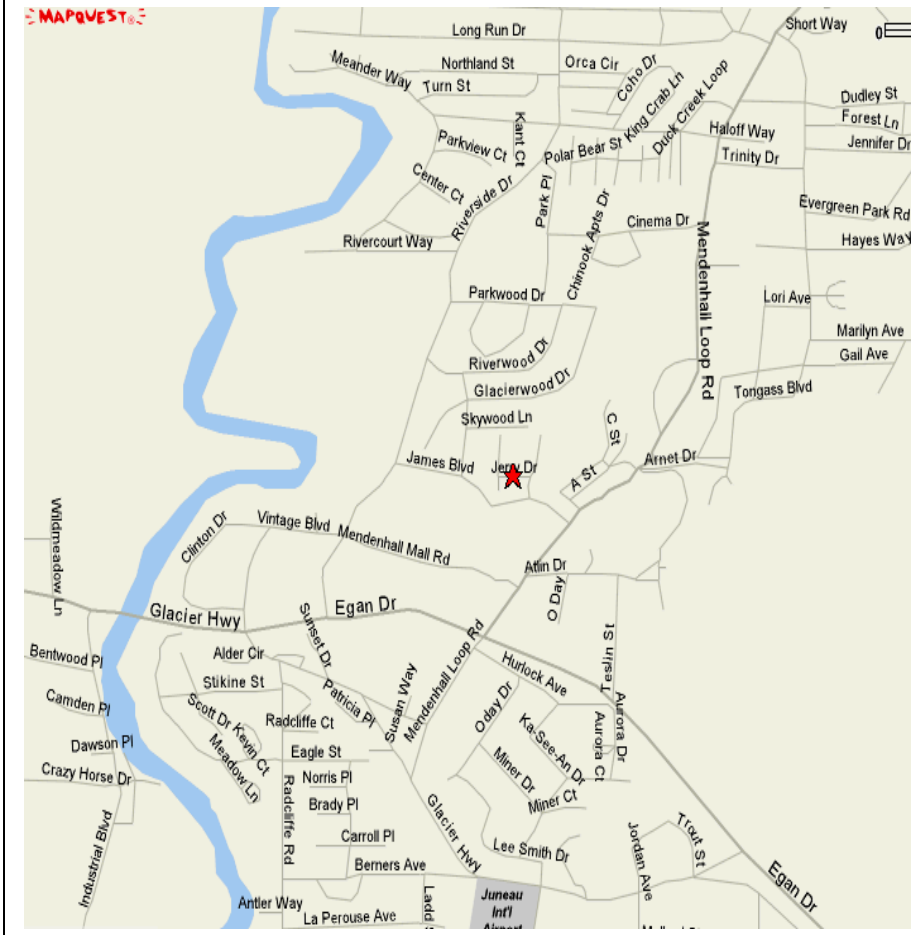 MAPQUEST
Short Way
0
Long Run Dr
Meander Way
Northland St
Orca Cir
Turn St
Coho Dr
King Crab Ln
Duck Creek Loop
Dudley St
Forest Ln
Kant Ct
Haloff Way
Jennifer Dr
Parkview Ct
Polar Bear St
Trinity Dr
Center Ct
Riverside Dr
Park Pl
Chinook Apts Dr
Cinema Dr
Evergreen Park Rd
Rivercourt Way
Hayes Way
Mendenhall Loop Rd
Parkwood Dr
Lori Ave
Marilyn Ave
Riverwood Dr
Gail Ave
Glacierwood Dr
Tongass Blvd
Skywood Ln
C St
James Blvd
Jerry Dr
A St
Arnet Dr
Wildmeadow Ln
Clinton Dr
Vintage Blvd
Mendenhall Mall Rd
Atlin Dr
O Day
Glacier Hwy
Egan Dr
Sunset Dr
Teslin St
Bentwood Pl
Alder Cir
Mendenhall Loop Rd
Hurlock Ave
Stikine St
Patricia Pl
Susan Way
Oday Dr
Camden Pl
Scott Dr
Kevin Ct
Radcliffe Ct
Ka-See-An Dr
Aurora Ct
Aurora Dr
Dawson Pl
Meadow Ln
Eagle St
Miner Dr
Crazy Horse Dr
Norris Pl
Miner Ct
Radcliffe Rd
Brady Pl
Glacier Hwy
Industrial Blvd
Carroll Pl
Lee Smith Dr
Jordan Ave
Trout St
Berners Ave
Egan Dr
Antler Way
Ladd
Juneau
Int'l
Airport
La Perouse Ave